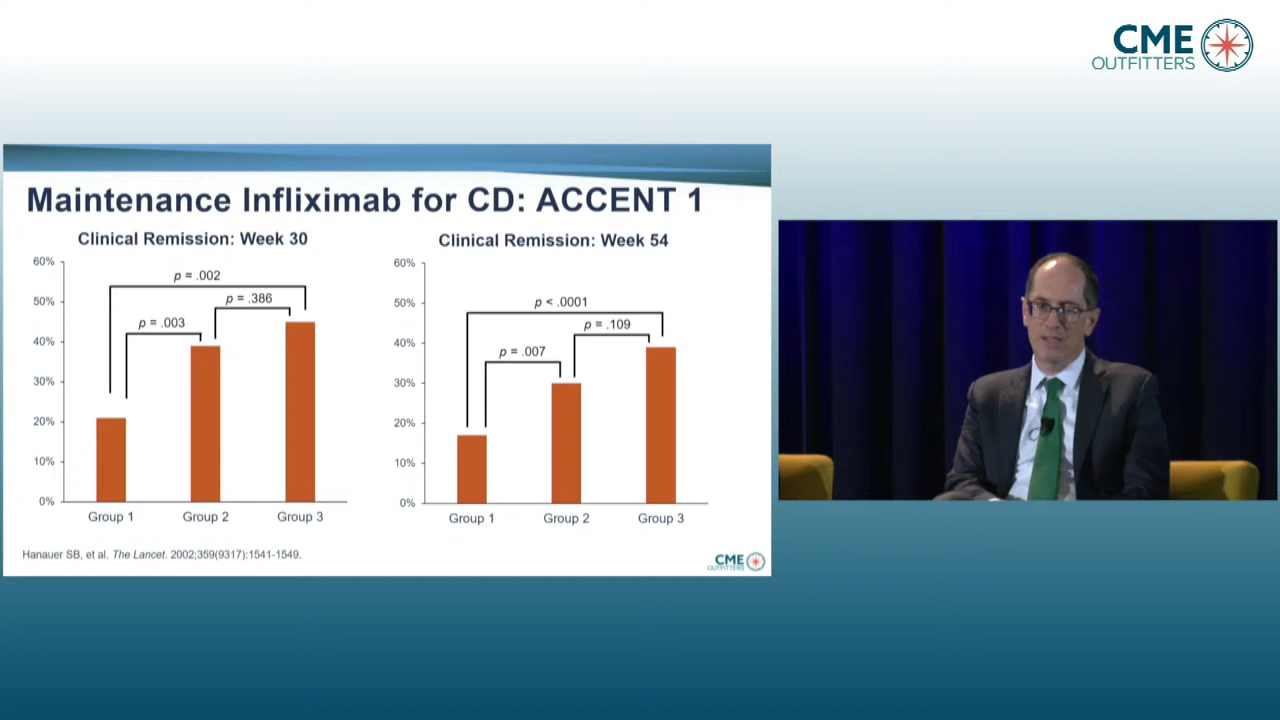 CME
OUTFITTERS
Maintenance Infliximab for CD: ACCENT 1
Clinical Remission: Week 30
60%
50%
40%
30%
20%
10%
0%
p = .002
p = .386
p = .003
Group 1
Group 2
Group 3
Clinical Remission: Week 54
60%
50%
40%
30%
20%
10%
0%
p < .0001
p = .109
p = .007
Group 1
Group 2
Group 3
Hanauer SB, et al. The Lancet. 2002;359(9317):1541-1549.
CME
OUTFITTERS